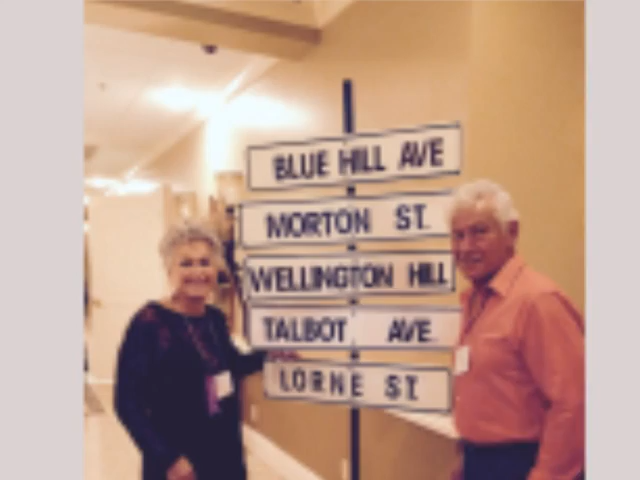 BLUE HILL AVE
MORTON ST.
WELLINGTON HILL
TALBOT AVE.
LORNE ST.